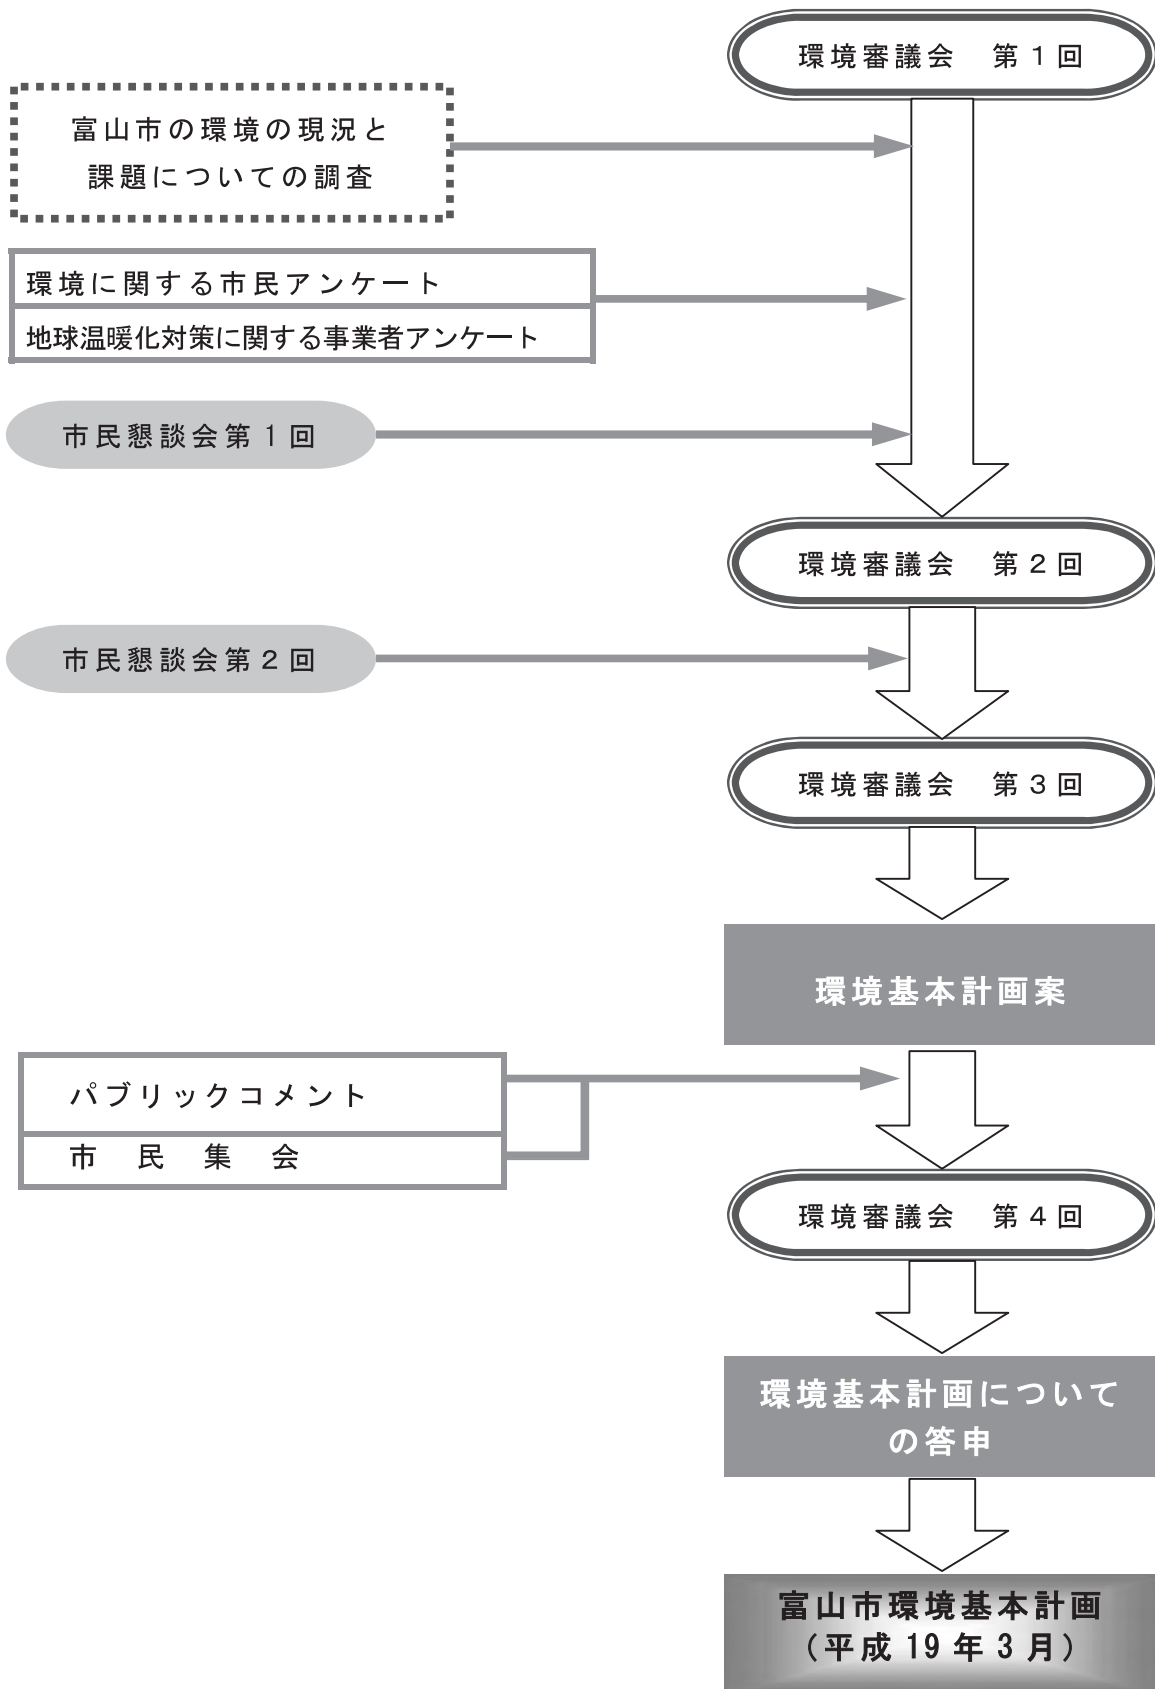 環境審議会　第１回
富山市の環境の現況と
課題についての調査
環境に関する市民アンケート
地球温暖化対策に関する事業者アンケート
市民懇談会第１回
環境審議会　第２回
市民懇談会第２回
環境審議会　第３回
環境基本計画案
パブリックコメント
市　民　集　会
環境審議会　第４回
環境基本計画について
の答申
富山市環境基本計画
（平成 19 年 3 月）